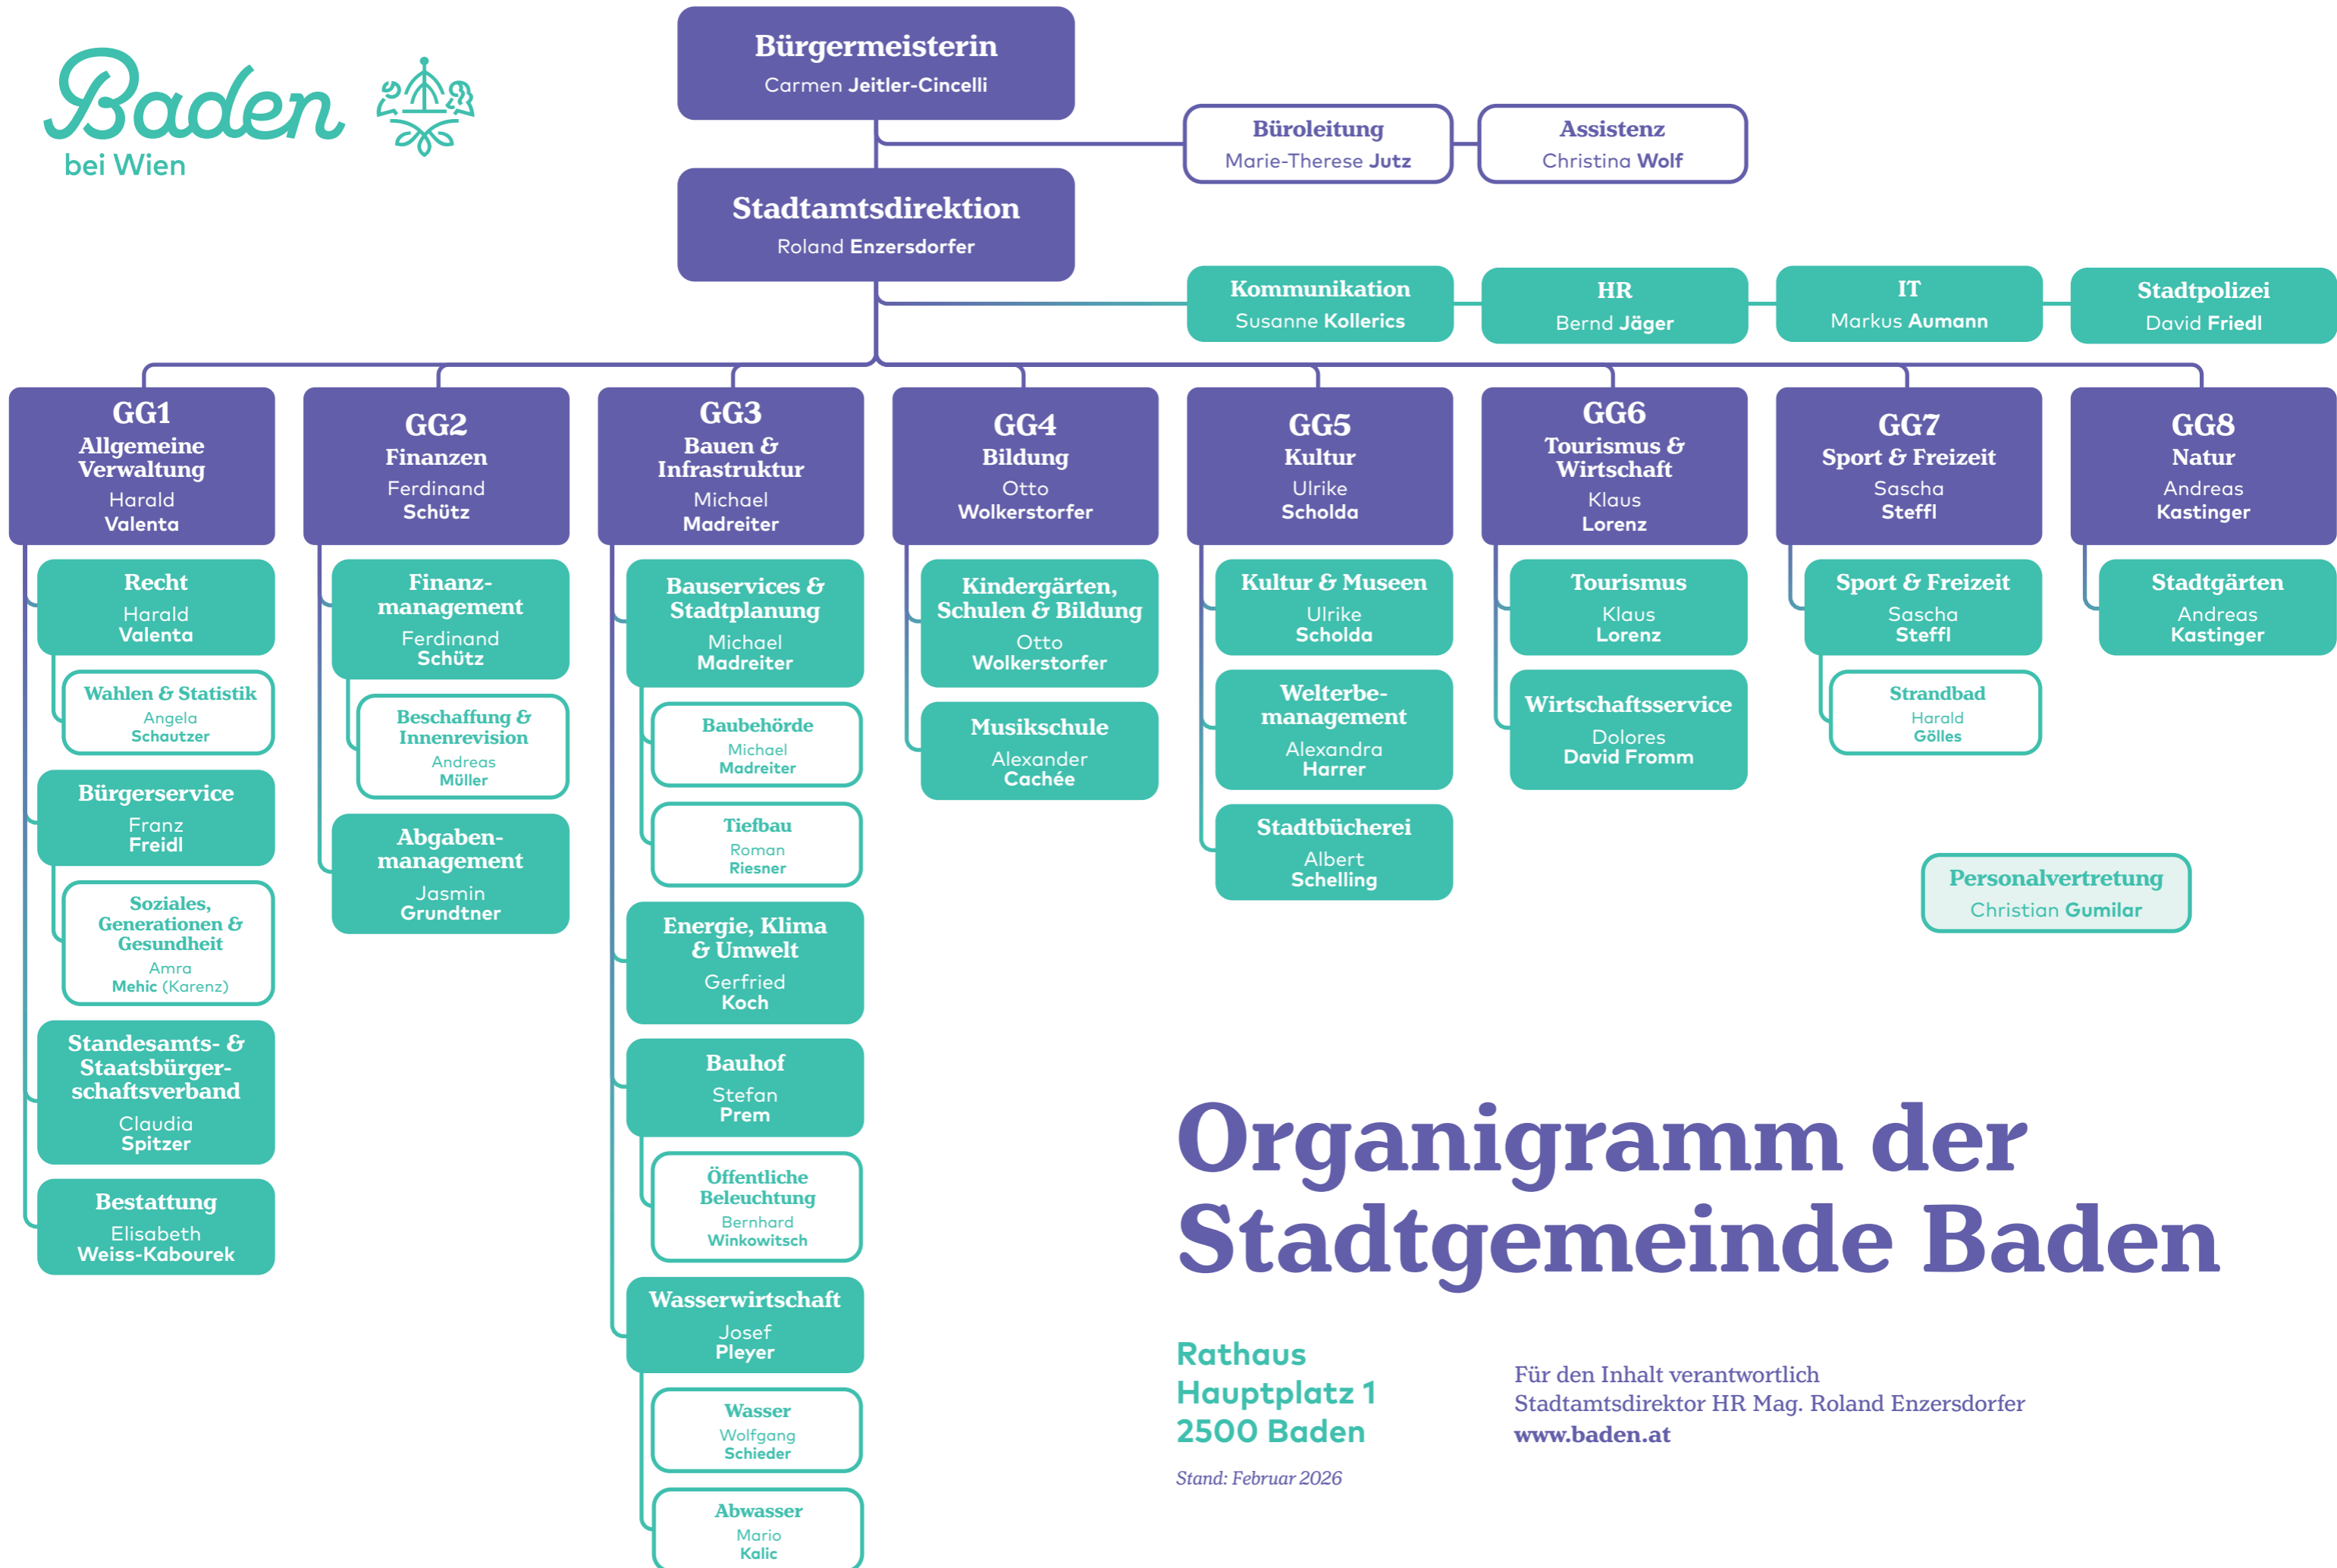 Baden
bei Wien
Bürgermeisterin
Carmen Jeitler-Cincelli
Büroleitung
Marie-Therese Jutz
Assistenz
Christina Wolf
Stadtamtsdirektion
Roland Enzersdorfer
Kommunikation
Susanne Kollerics
HR
Bernd Jäger
IT
Markus Aumann
Stadtpolizei
David Friedl
GG1
Allgemeine
Verwaltung
Harald
Valenta
Recht
Harald
Valenta
Wahlen & Statistik
Angela
Schautzer
Bürgerservice
Franz
Freidl
Soziales,
Generationen &
Gesundheit
Amra
Mehic (Karenz)
Standesamts- &
Staatsbürger-
schaftsverband
Claudia
Spitzer
Bestattung
Elisabeth
Weiss-Kabourek
GG2
Finanzen
Ferdinand
Schütz
Finanz-
management
Ferdinand
Schütz
Beschaffung &
Innenrevision
Andreas
Müller
Abgaben-
management
Jasmin
Grundtner
GG3
Bauen &
Infrastruktur
Michael
Madreiter
Bauservices &
Stadtplanung
Michael
Madreiter
Baubehörde
Michael
Madreiter
Tiefbau
Roman
Riesner
Energie, Klima
& Umwelt
Gerfried
Koch
Bauhof
Stefan
Prem
Öffentliche
Beleuchtung
Bernhard
Winkowitsch
Wasserwirtschaft
Josef
Pleyer
Wasser
Wolfgang
Schieder
Abwasser
Mario
Kalic
GG4
Bildung
Otto
Wolkerstorfer
Kindergärten,
Schulen & Bildung
Otto
Wolkerstorfer
Musikschule
Alexander
Cachée
GG5
Kultur
Ulrike
Scholda
Kultur & Museen
Ulrike
Scholda
Welterbe-
management
Alexandra
Harrer
Stadtbücherei
Albert
Schelling
GG6
Tourismus &
Wirtschaft
Klaus
Lorenz
Tourismus
Klaus
Lorenz
Wirtschaftsservice
Dolores
David Fromm
GG7
Sport & Freizeit
Sascha
Steffl
Sport & Freizeit
Sascha
Steffl
Strandbad
Harald
Gölles
GG8
Natur
Andreas
Kastinger
Stadtgärten
Andreas
Kastinger
Personalvertretung
Christian Gumilar
Organigramm der
Stadtgemeinde Baden
Rathaus
Hauptplatz 1
2500 Baden
Stand: Februar 2026
Für den Inhalt verantwortlich
Stadtamtsdirektor HR Mag. Roland Enzersdorfer
www.baden.at